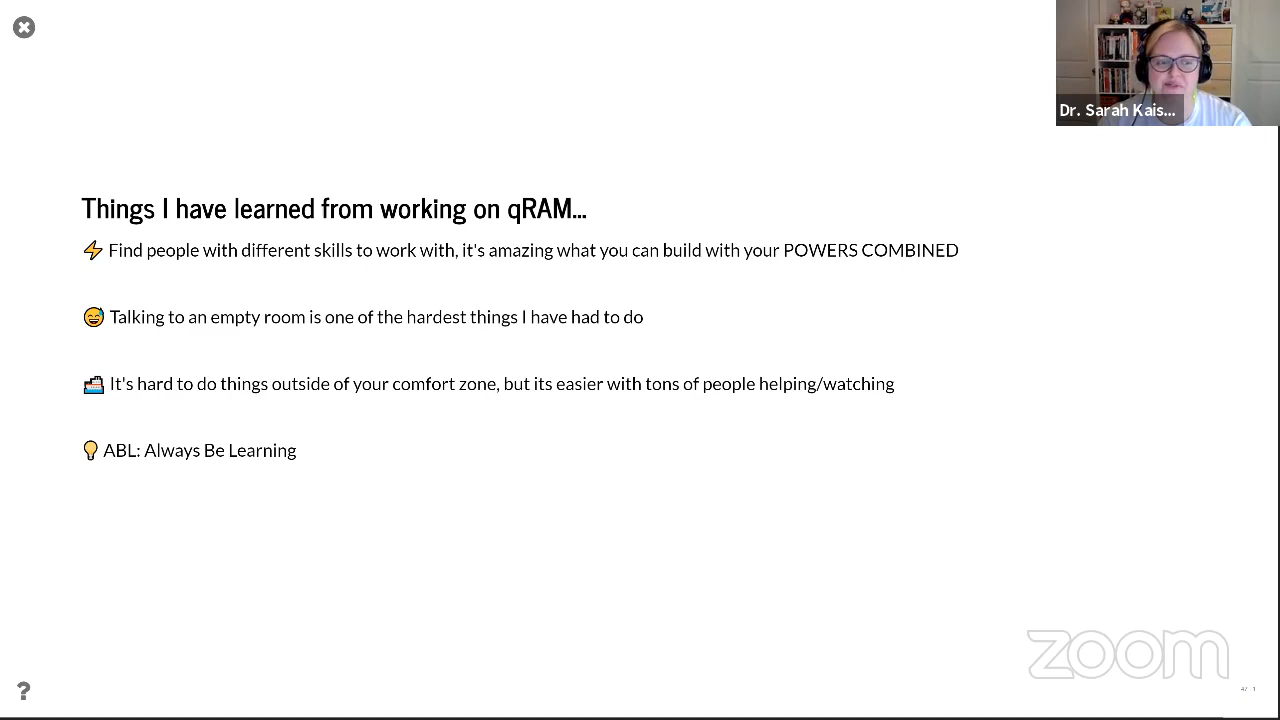 Dr. Sarah Kais...
Things I have learned from working on qRAM...
⚡ Find people with different skills to work with, it's amazing what you can build with your POWERS COMBINED
😅 Talking to an empty room is one of the hardest things I have had to do
🛳 It's hard to do things outside of your comfort zone, but its easier with tons of people helping/watching
💡 ABL: Always Be Learning
zoom
?